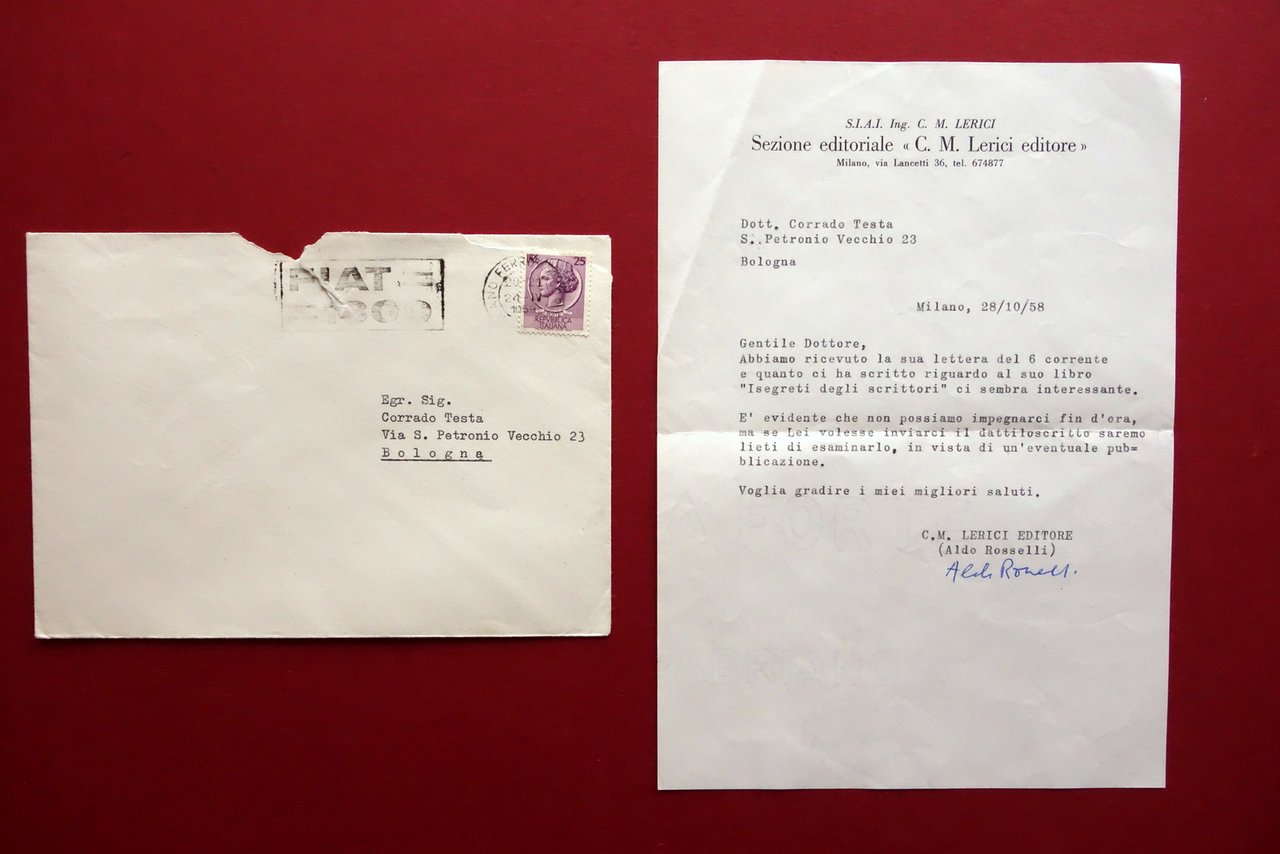 FIAT
1800
25
REPUBBLICA
ITALIANA
Egr. Sig.
Corrado Testa
Via S. Petronio Vecchio 23
Bologna
S.I.A.I. Ing. C. M. LERICI
Sezione editoriale « C. M. Lerici editore »
Milano, via Lancetti 36, tel. 674877
Dott. Corrado Testa
S..Petronio Vecchio 23
Bologna
Milano, 28/10/58
Gentile Dottore,
Abbiamo ricevuto la sua lettera del 6 corrente
e quanto ci ha scritto riguardo al suo libro
"Isegreti degli scrittori" ci sembra interessante.
E' evidente che non possiamo impegnarci fin d'ora,
ma se Lei volesse inviarci il dattiloscritto saremo
lieti di esaminarlo, in vista di un'eventuale pub=
blicazione.
Voglia gradire i miei migliori saluti.
C.M. LERICI EDITORE
(Aldo Rosselli)
Aldo Rosselli.